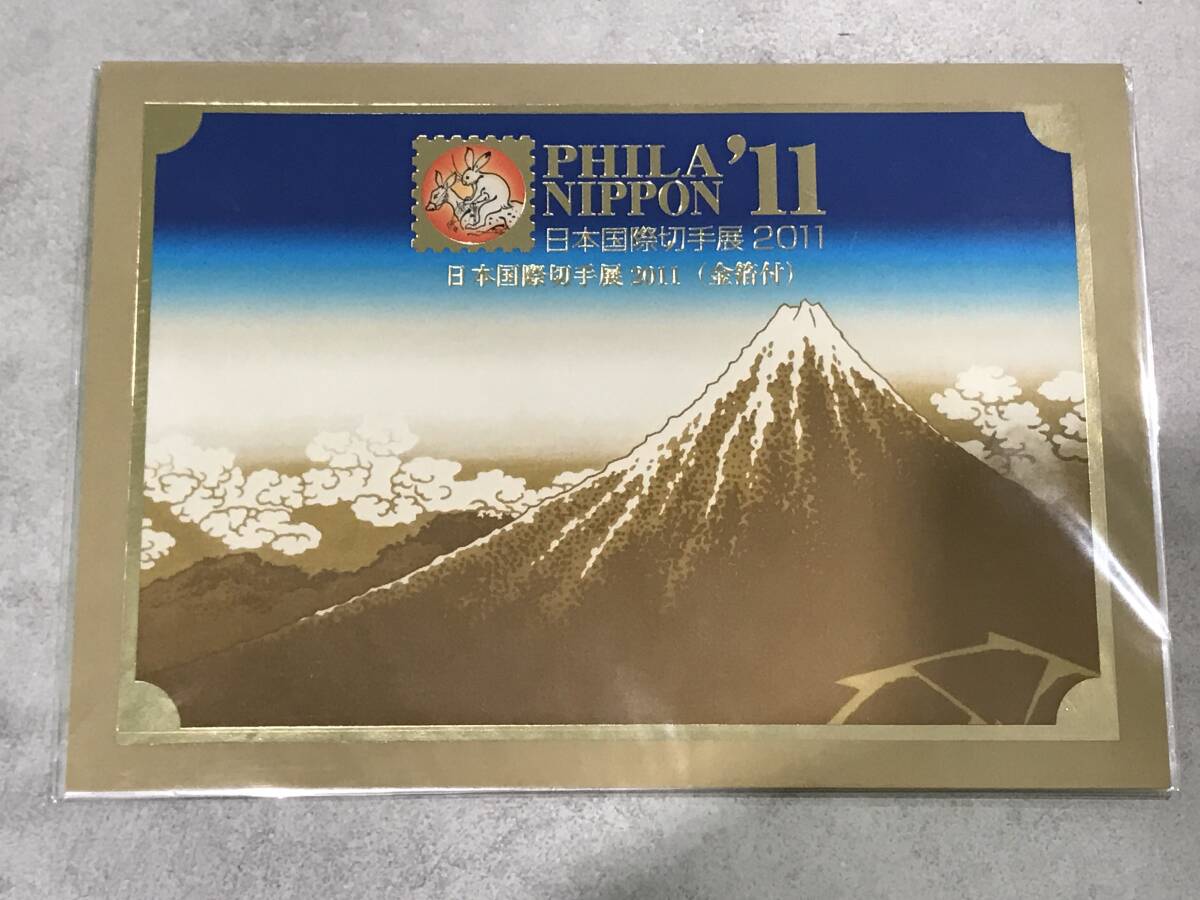 PHILA
NIPPON '11
日本国際切手展 2011
日本国際切手展 2011 (金箔付)